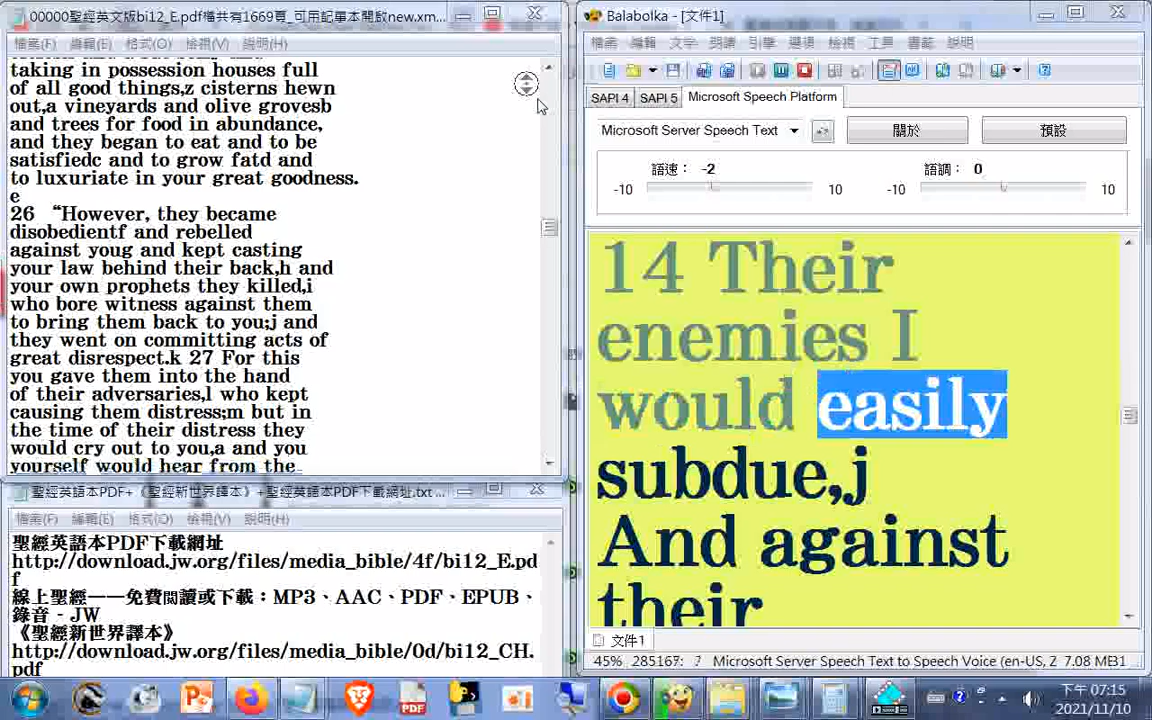 00000聖經英文版bi12_E.pdf檔共有1669頁_可用記事本開啟new.xm...
檔案(F) 編輯(E) 格式(O) 檢視(V) 說明(H)
taking in possession houses full
of all good things,z cisterns hewn
out,a vineyards and olive grovesb
and trees for food in abundance,
and they began to eat and to be
satisfiedc and to grow fatd and
to luxuriate in your great goodness.
e
26 “However, they became
disobedientf and rebelled
against youg and kept casting
your law behind their back,h and
your own prophets they killed,i
who bore witness against them
to bring them back to you;j and
they went on committing acts of
great disrespect.k 27 For this
you gave them into the hand
of their adversaries,l who kept
causing them distress;m but in
the time of their distress they
would cry out to you,a and you
yourself would hear from the
聖經英語本PDF+《聖經新世界譯本》+聖經英語本PDF下載網址.txt ...
檔案(F) 編輯(E) 格式(O) 檢視(V) 說明(H)
聖經英語本PDF下載網址
http://download.jw.org/files/media_bible/4f/bi12_E.pd
f
線上聖經——免費閱讀或下載：MP3、AAC、PDF、EPUB、
錄音 - JW
《聖經新世界譯本》
http://download.jw.org/files/media_bible/0d/bi12_CH.
pdf
Balabolka - [文件1]
檔案 編輯 文字 朗讀 引擎 選項 檢視 工具 書籤 說明
SAPI 4 SAPI 5 Microsoft Speech Platform
Microsoft Server Speech Text 關於 預設
語速： -2 語調： 0
-10 10 -10 10
14 Their
enemies I
would easily
subdue,j
And against
their
文件1
45% 285167: ? Microsoft Server Speech Text to Speech Voice (en-US, Z 7.08 MB1
下午 07:15
2021/11/10